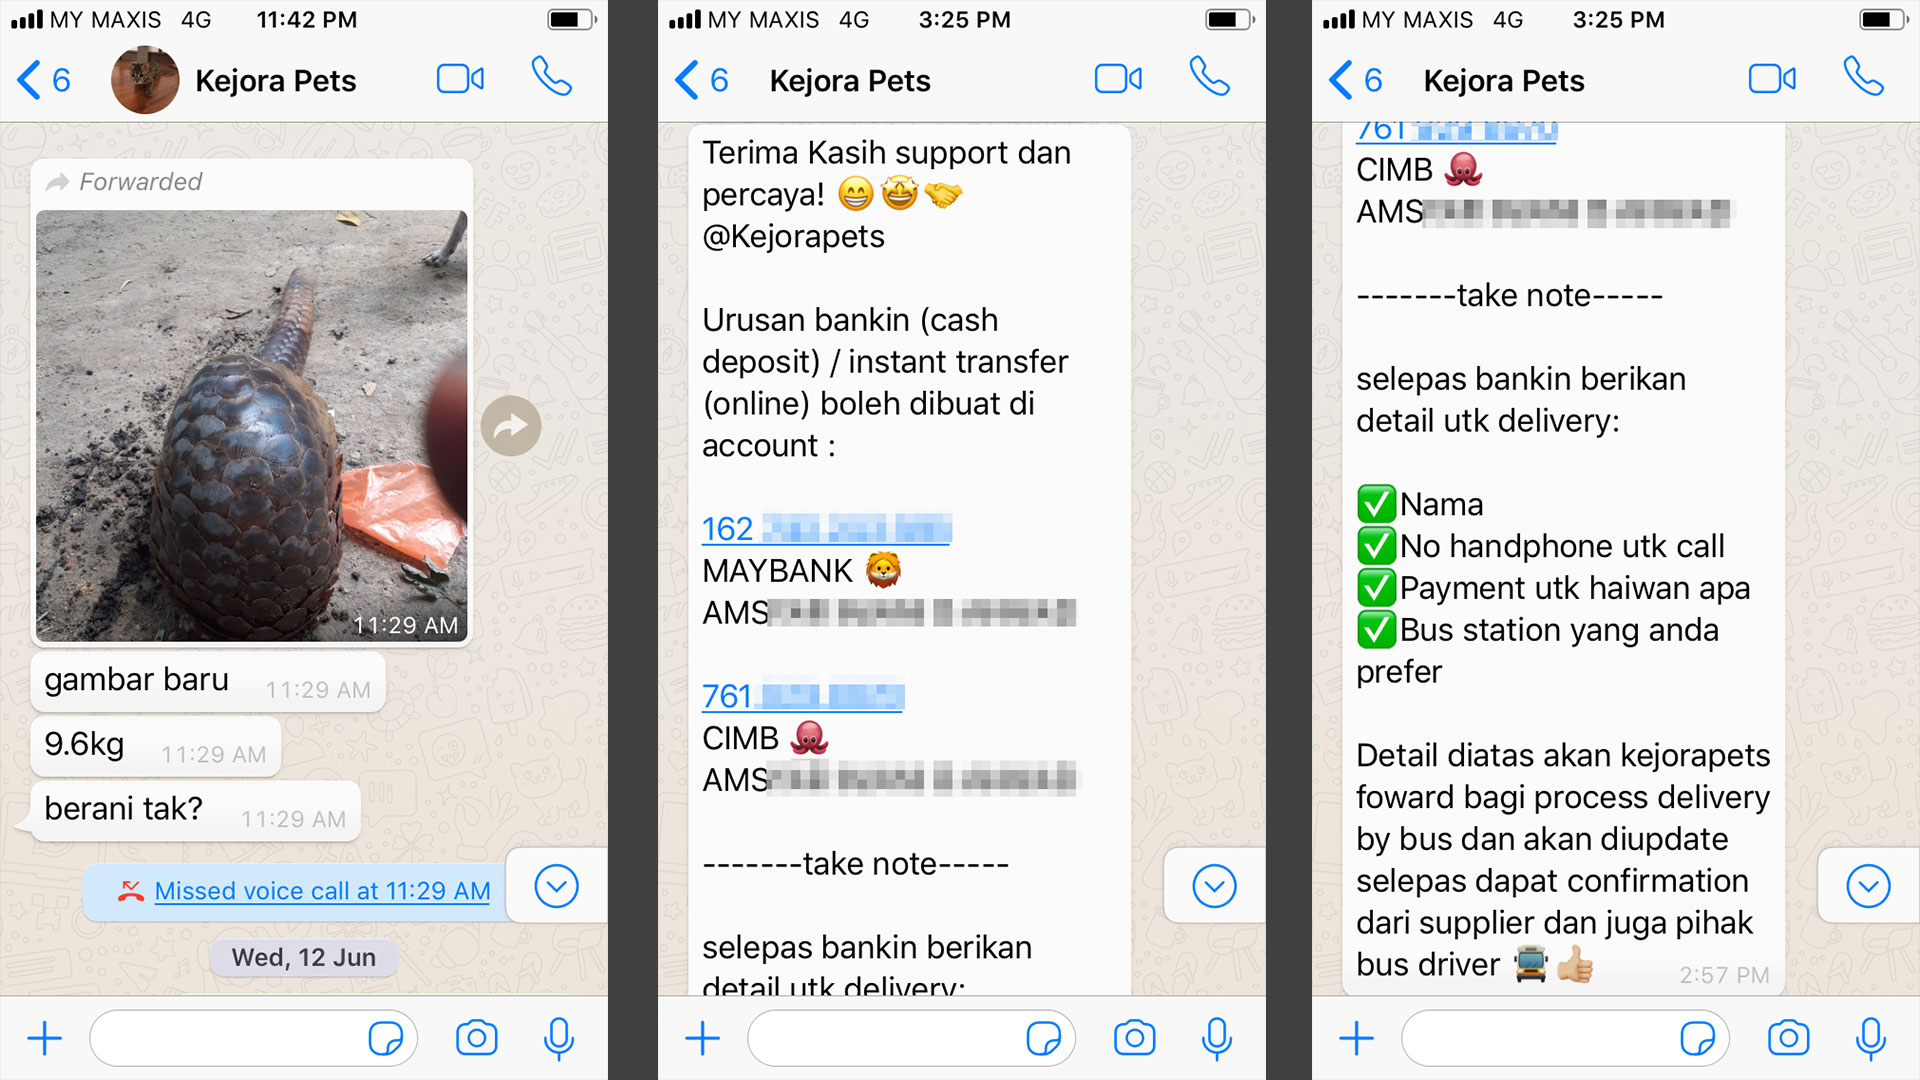 MY MAXIS 4G 11:42 PM
6 Kejora Pets
Forwarded
11:29 AM
gambar baru 11:29 AM
9.6kg 11:29 AM
berani tak? 11:29 AM
Missed voice call at 11:29 AM
Wed, 12 Jun
MY MAXIS 4G 3:25 PM
6 Kejora Pets
Terima Kasih support dan
percaya! 😁🤩🤝
@Kejorapets
Urusan bankin (cash
deposit) / instant transfer
(online) boleh dibuat di
account :
162
MAYBANK 🦁
AMS
761
CIMB 🐙
AMS
-------take note-----
selepas bankin berikan
detail utk delivery:
MY MAXIS 4G 3:25 PM
6 Kejora Pets
761
CIMB 🐙
AMS
-------take note-----
selepas bankin berikan
detail utk delivery:
✅Nama
✅No handphone utk call
✅Payment utk haiwan apa
✅Bus station yang anda
prefer
Detail diatas akan kejorapets
foward bagi process delivery
by bus dan akan diupdate
selepas dapat confirmation
dari supplier dan juga pihak
bus driver 🚍👍🏼 2:57 PM